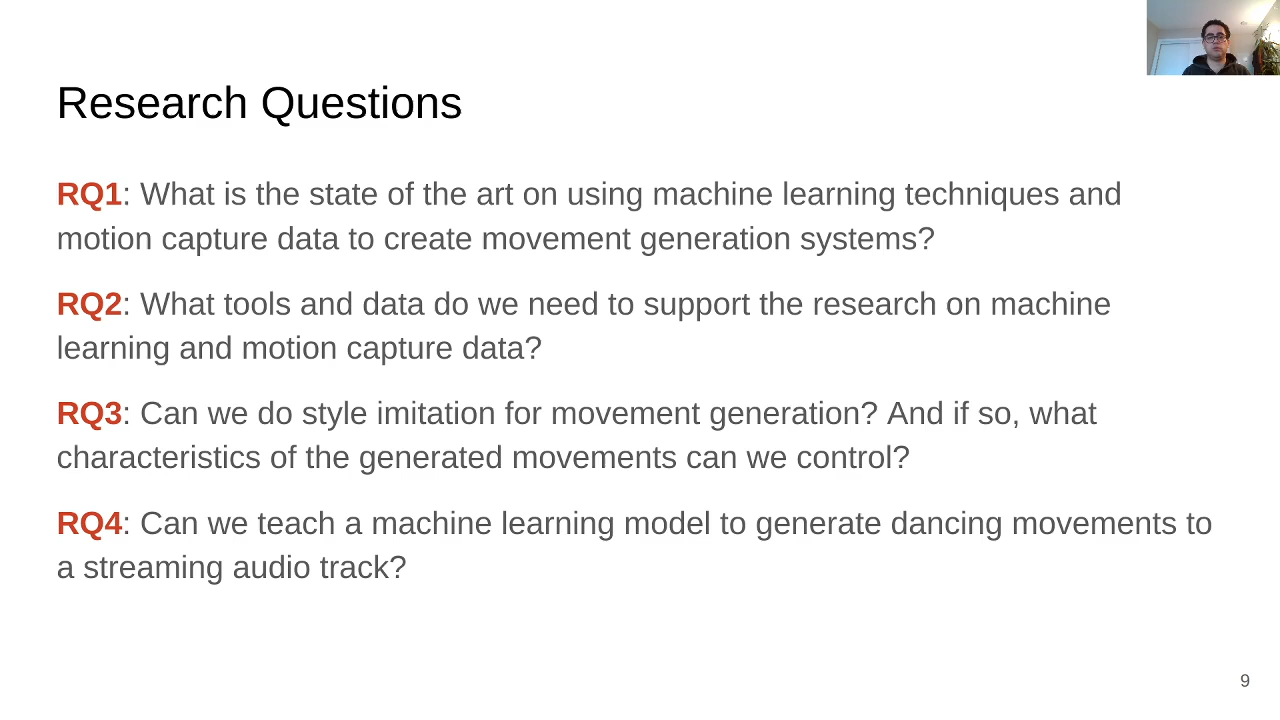 Research Questions
RQ1: What is the state of the art on using machine learning techniques and
motion capture data to create movement generation systems?
RQ2: What tools and data do we need to support the research on machine
learning and motion capture data?
RQ3: Can we do style imitation for movement generation? And if so, what
characteristics of the generated movements can we control?
RQ4: Can we teach a machine learning model to generate dancing movements to
a streaming audio track?
9